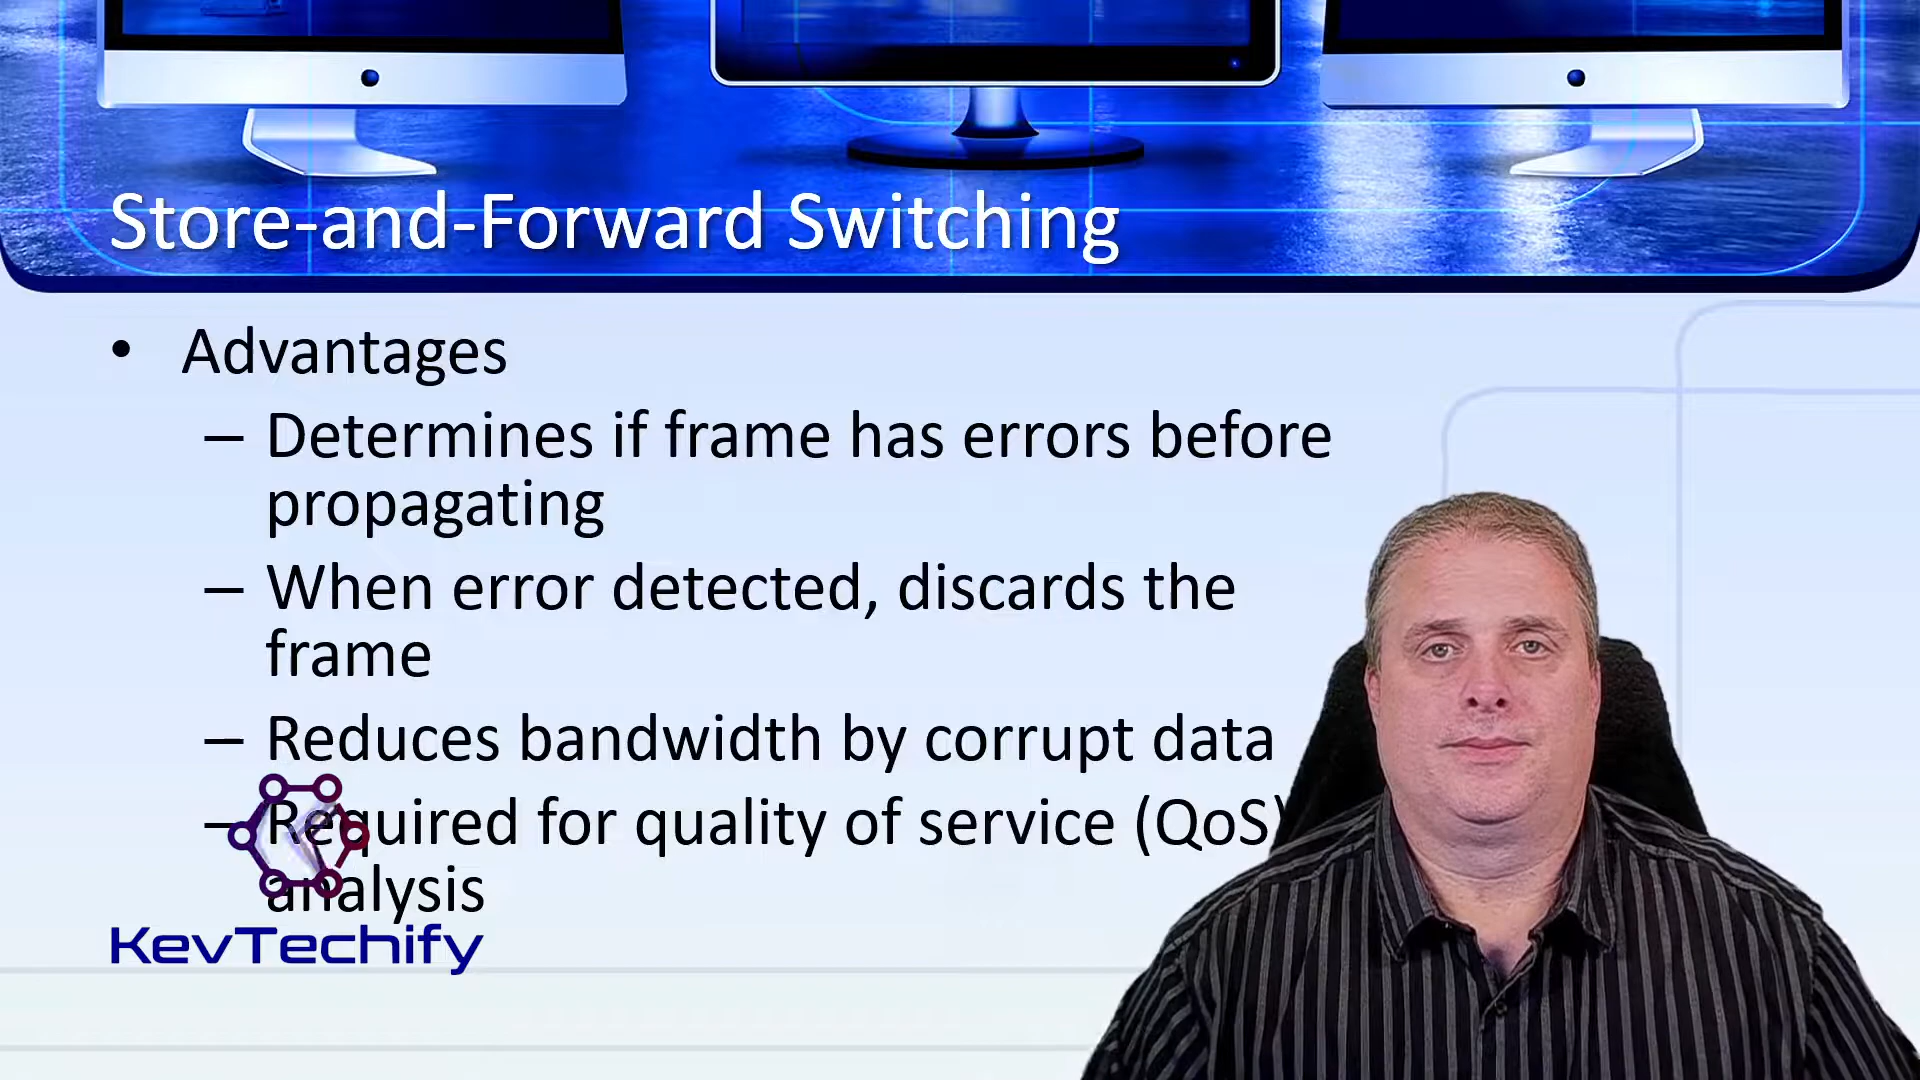 Store-and-Forward Switching
• Advantages
– Determines if frame has errors before
propagating
– When error detected, discards the
frame
– Reduces bandwidth by corrupt data
– Required for quality of service (QoS)
analysis
KevTechify